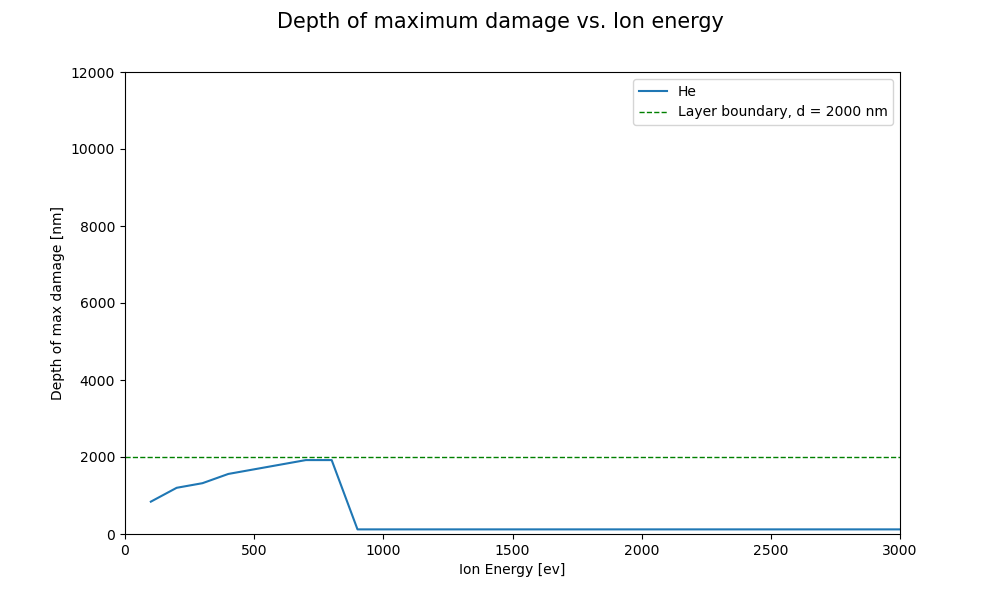 Depth of maximum damage vs. Ion energy
He
Layer boundary, d = 2000 nm
Depth of max damage [nm]
12000
10000
8000
6000
4000
2000
0
0 500 1000 1500 2000 2500 3000
Ion Energy [ev]